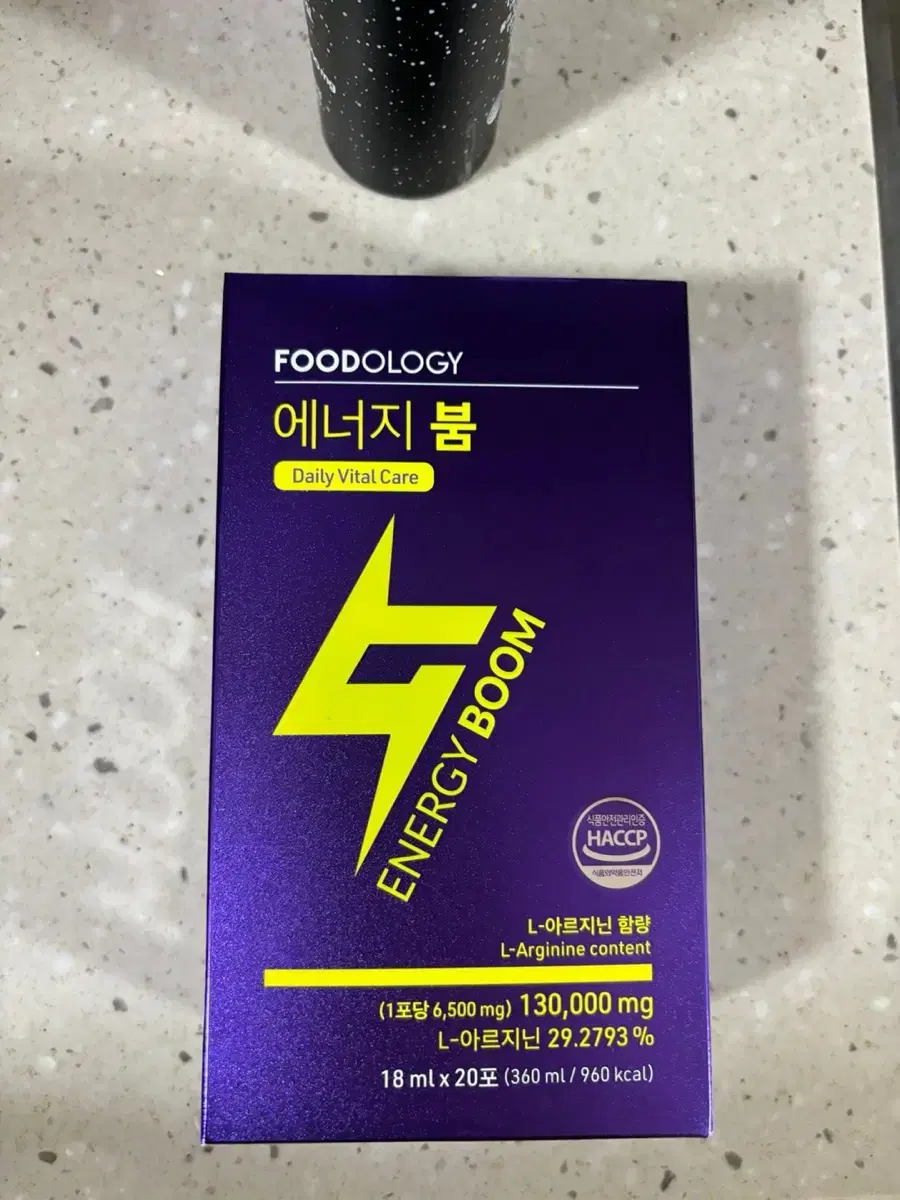 FOODOLOGY
에너지 붐
Daily Vital Care
ENERGY BOOM
식품안전관리인증
HACCP
식품의약품안전처
L-아르지닌 함량
L-Arginine content
(1포당 6,500 mg) 130,000 mg
L-아르지닌 29.2793 %
18 ml x 20포 (360 ml / 960 kcal)